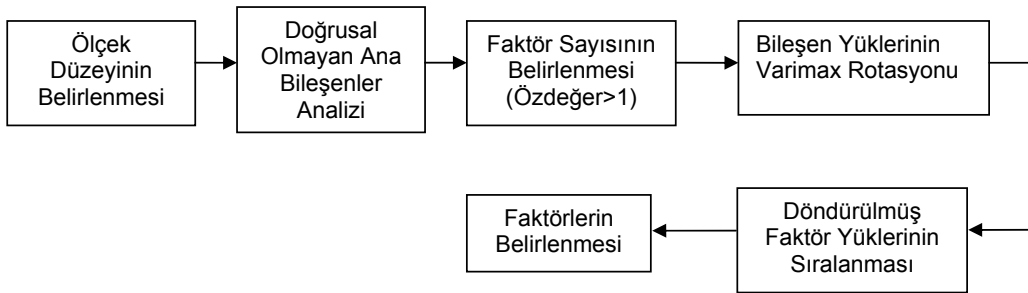 Ölçek
Düzeyinin
Belirlenmesi
Doğrusal
Olmayan Ana
Bileşenler
Analizi
Faktör Sayısının
Belirlenmesi
(Özdeğer>1)
Bileşen Yüklerinin
Varimax Rotasyonu
Döndürülmüş
Faktör Yüklerinin
Sıralanması
Faktörlerin
Belirlenmesi